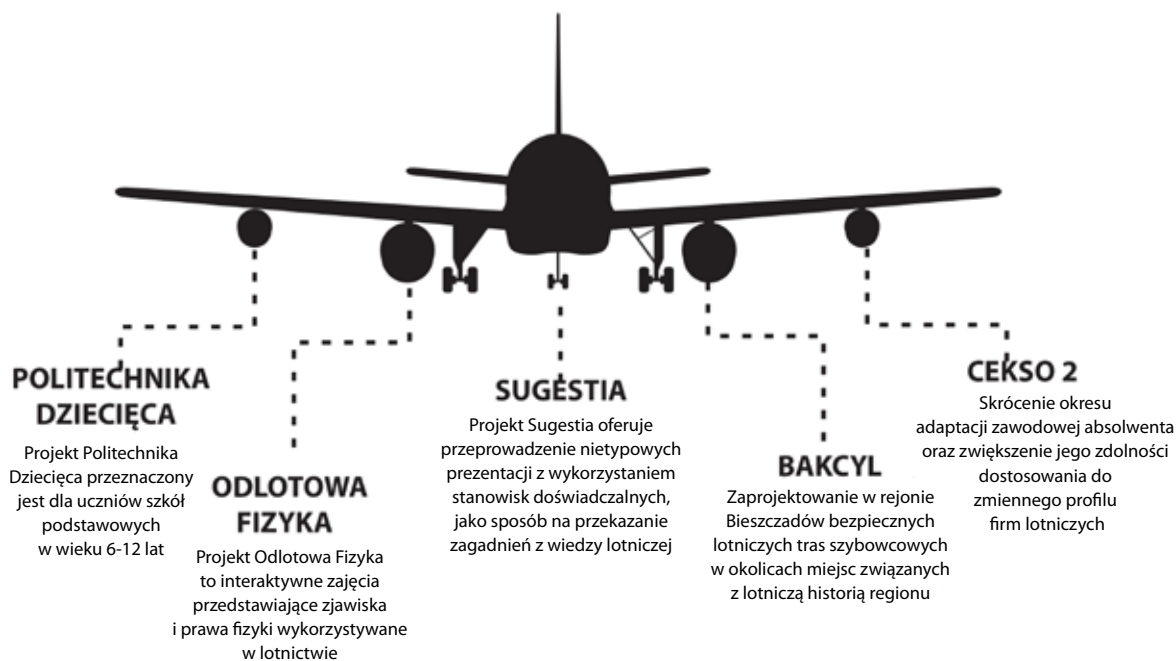 POLITECHNIKA
DZIECIĘCA
Projekt Politechnika
Dziecięca przeznaczony
jest dla uczniów szkół
podstawowych
w wieku 6-12 lat
ODLOTOWA
FIZYKA
Projekt Odlotowa Fizyka
to interaktywne zajęcia
przedstawiające zjawiska
i prawa fizyki wykorzystywane
w lotnictwie
SUGESTIA
Projekt Sugestia oferuje
przeprowadzenie nietypowych
prezentacji z wykorzystaniem
stanowisk doświadczalnych,
jako sposób na przekazanie
zagadnień z wiedzy lotniczej
BAKCYL
Zaprojektowanie w rejonie
Bieszczadów bezpiecznych
lotniczych tras szybowcowych
w okolicach miejsc związanych
z lotniczą historią regionu
CEKSO 2
Skrócenie okresu
adaptacji zawodowej absolwenta
oraz zwiększenie jego zdolności
dostosowania do
zmiennego profilu
firm lotniczych